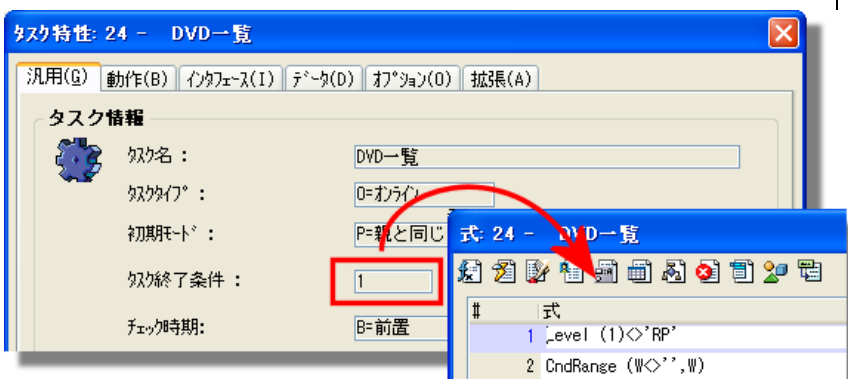 タスク特性: 24 - DVD一覧
汎用(G) 動作(B) インタフェース(I) データ(D) オプション(O) 拡張(A)
タスク情報
タスク名 : DVD一覧
タスクタイプ : O=オンライン
初期モード : P=親と同じ
タスク終了条件 : 1
チェック時期: B=前置
式: 24 - DVD一覧
# 式
1 Level (1)<>'RP'
2 CndRange (W<>'',W)